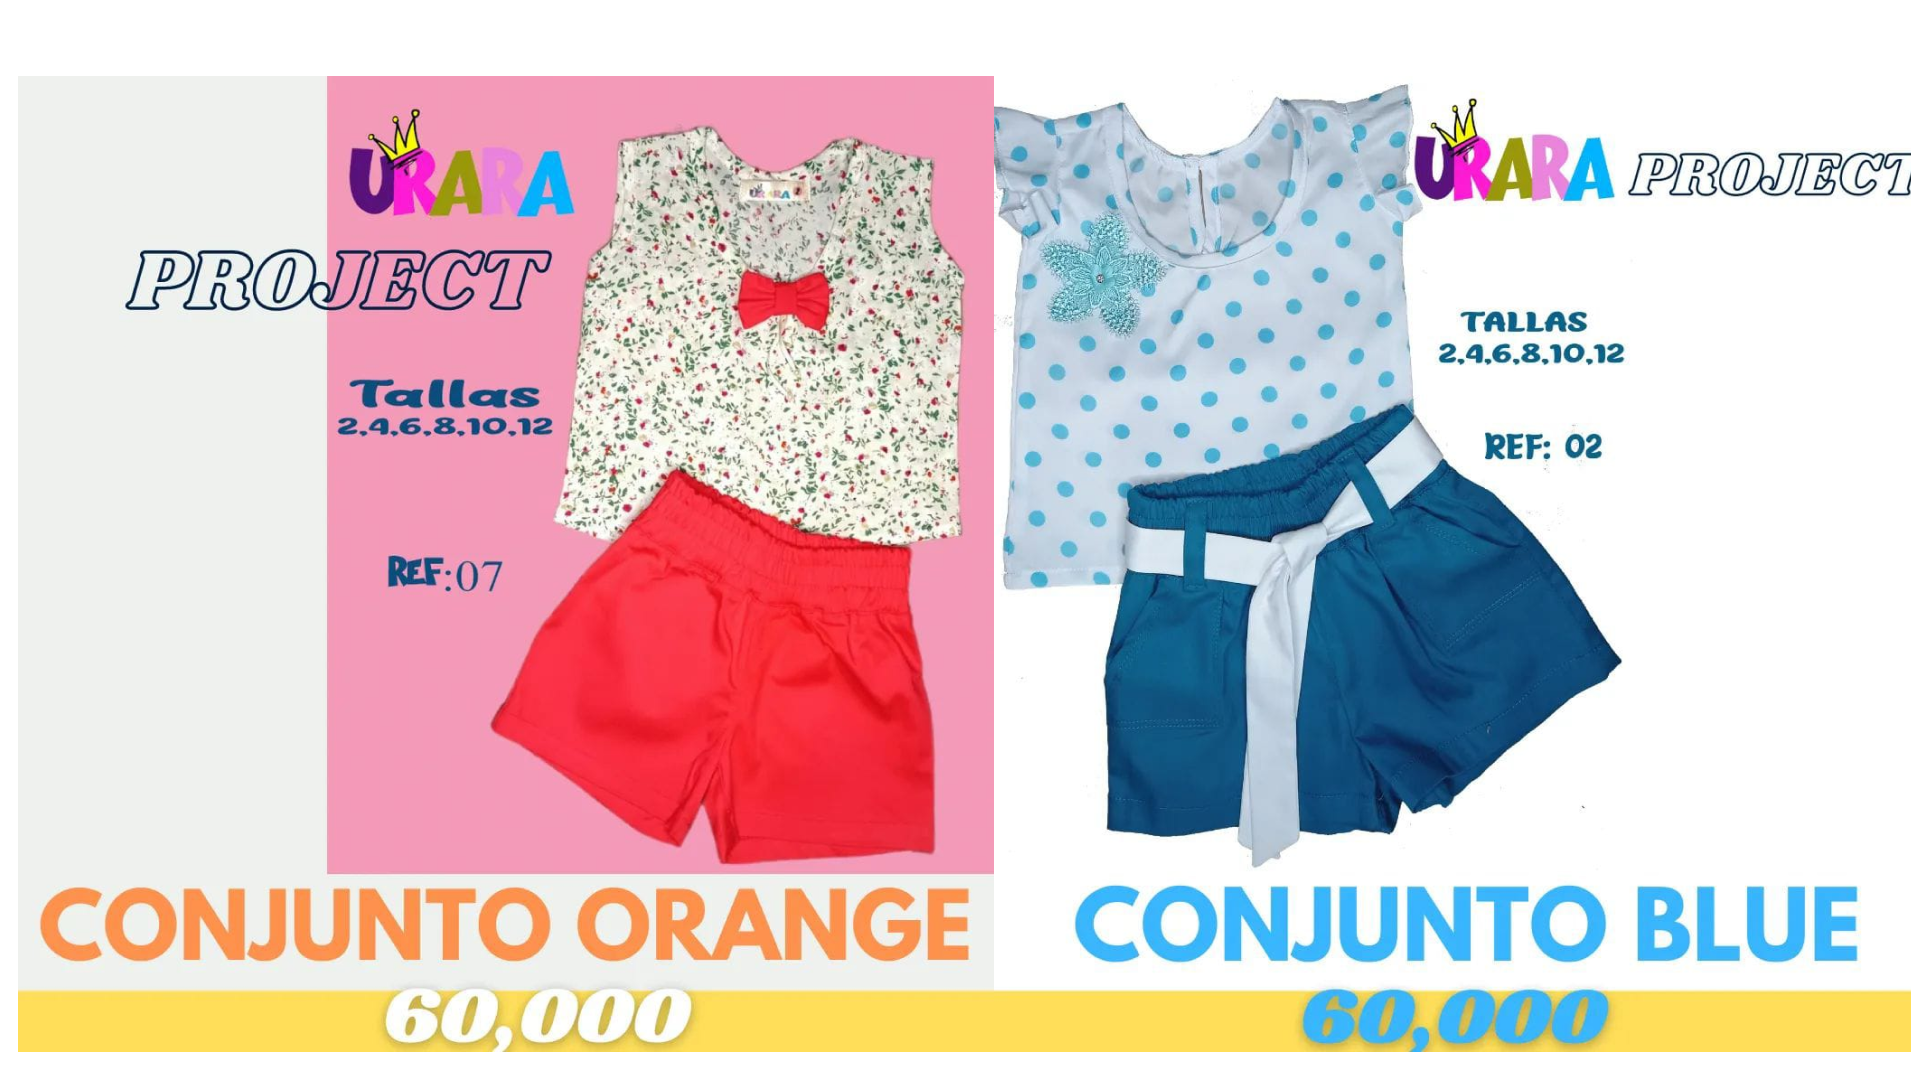 URARA
PROJECT
URARA
Tallas
2,4,6,8,10,12
REF:07
CONJUNTO ORANGE
60,000
URARA PROJECT
TALLAS
2,4,6,8,10,12
REF: 02
CONJUNTO BLUE
60,000